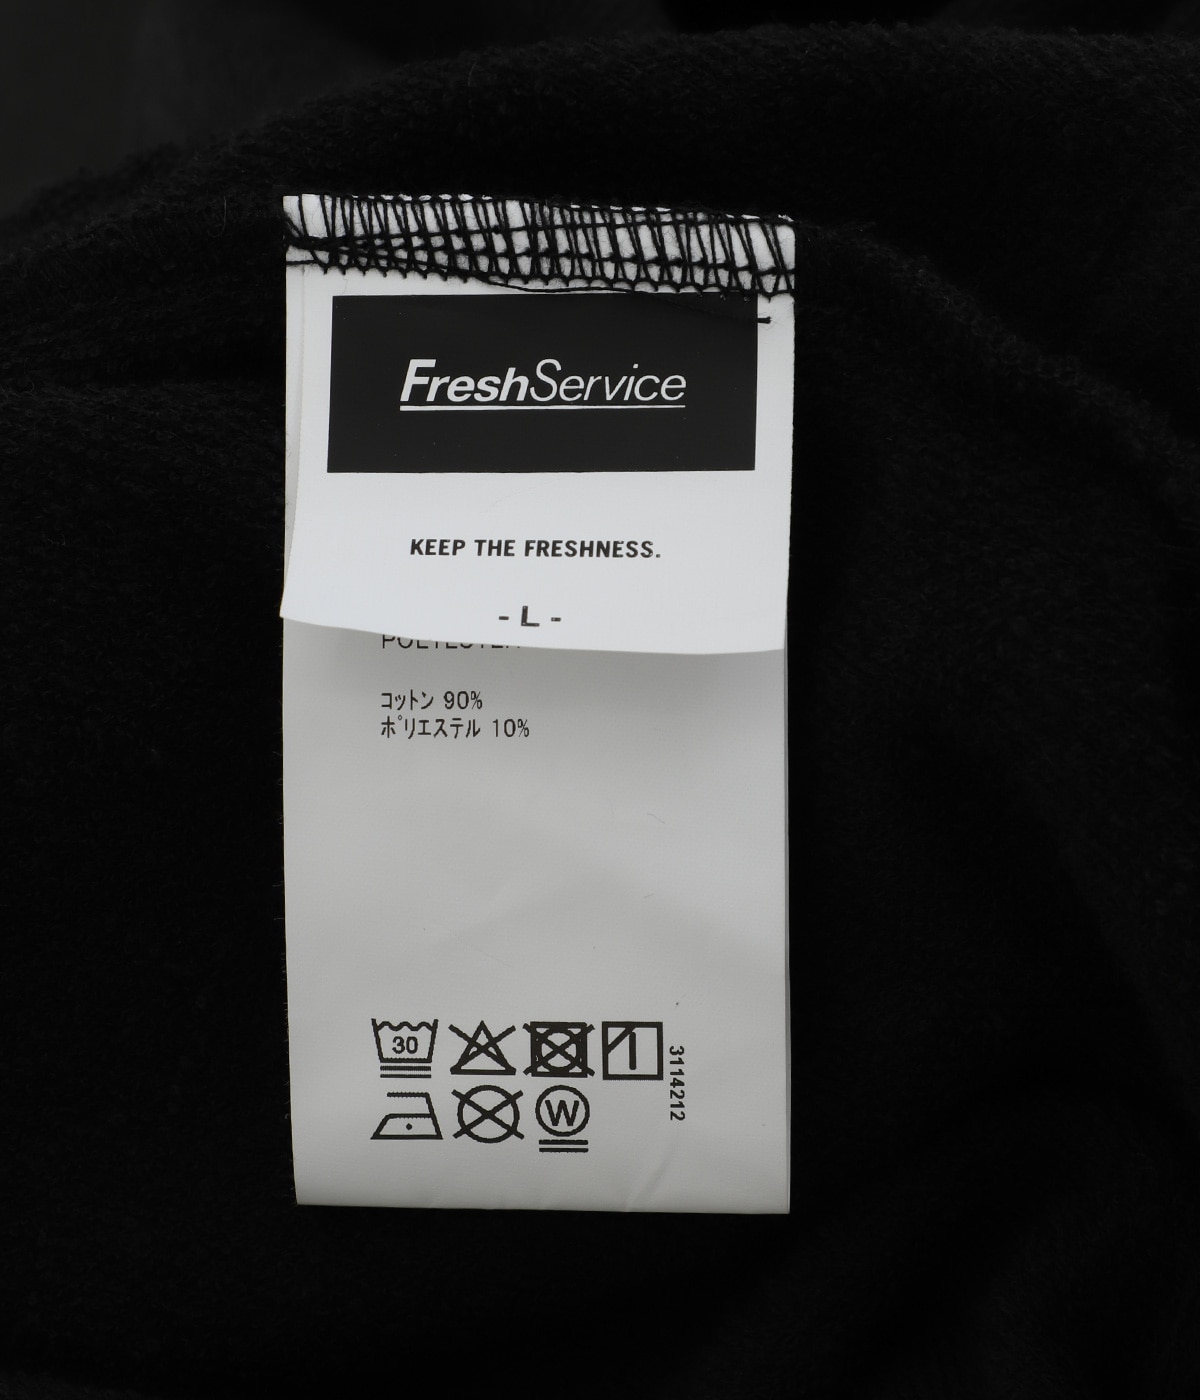 FreshService
KEEP THE FRESHNESS.
- L -
コットン 90%
ポリエステル 10%
30
3114212
W